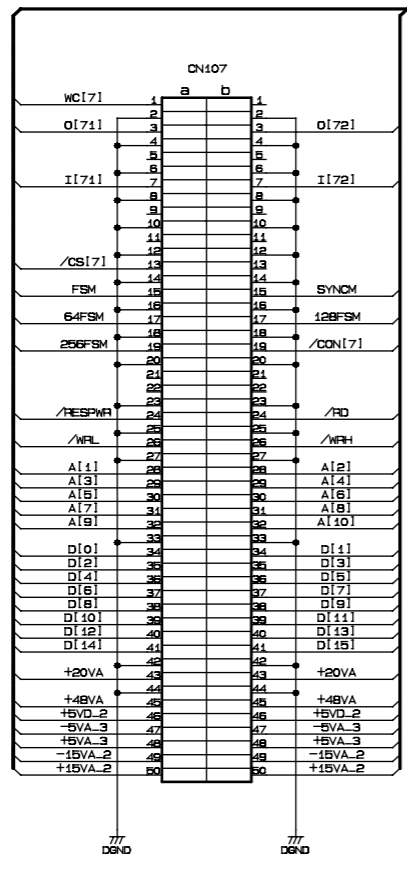 CN107
a b
WC[7] 1 1
2 2
O[71] 3 3 O[72]
4 4
5 5
6 6
I[71] 7 7 I[72]
8 8
9 9
10 10
11 11
12 12
/CS[7] 13 13
14 14
FSM 15 15 SYNCM
16 16
64FSM 17 17 128FSM
18 18
256FSM 19 19 /CON[7]
20 20
21 21
22 22
23 23
/RESPWR 24 24 /RD
25 25
/WRL 26 26 /WRH
27 27
A[1] 28 28 A[2]
A[3] 29 29 A[4]
A[5] 30 30 A[6]
A[7] 31 31 A[8]
A[9] 32 32 A[10]
33 33
D[0] 34 34 D[1]
D[2] 35 35 D[3]
D[4] 36 36 D[5]
D[6] 37 37 D[7]
D[8] 38 38 D[9]
D[10] 39 39 D[11]
D[12] 40 40 D[13]
D[14] 41 41 D[15]
42 42
+20VA 43 43 +20VA
44 44
+48VA 45 45 +48VA
+5VD_2 46 46 +5VD_2
-5VA_3 47 47 -5VA_3
+5VA_3 48 48 +5VA_3
-15VA_2 49 49 -15VA_2
+15VA_2 50 50 +15VA_2
DGND DGND